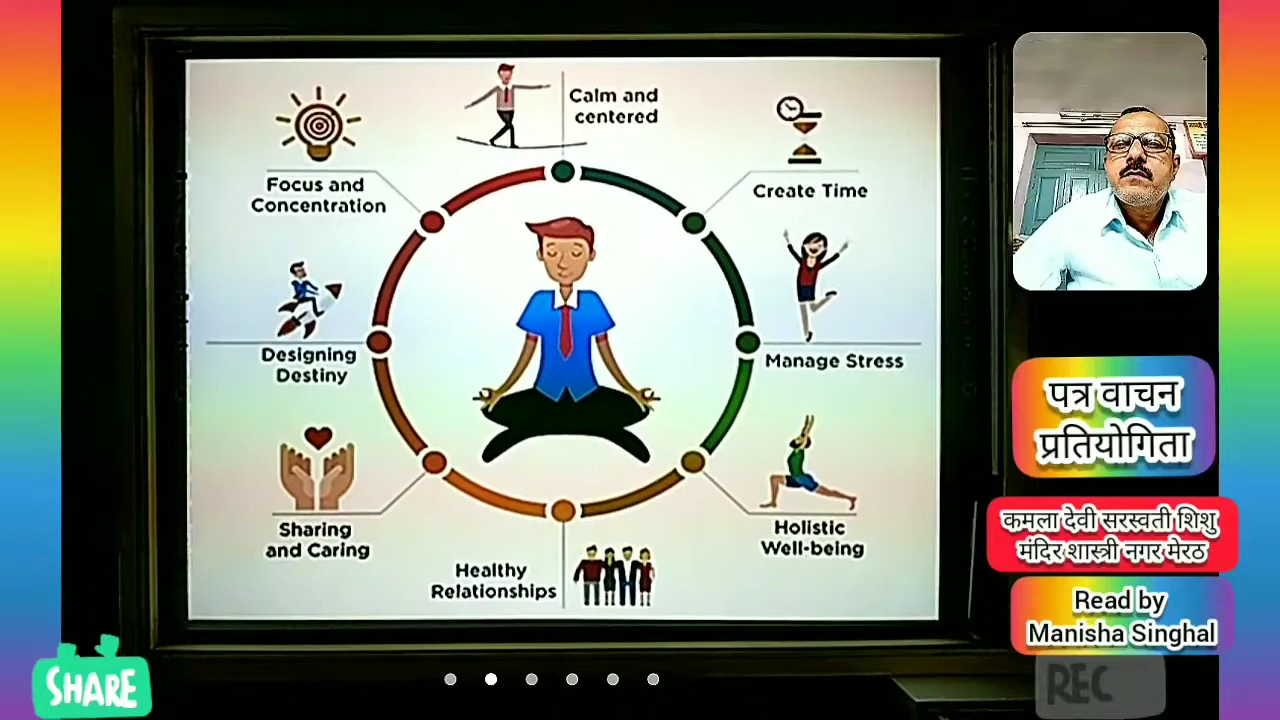 Calm and
centered
Create Time
Focus and
Concentration
Manage Stress
Designing
Destiny
Holistic
Well-being
Sharing
and Caring
Healthy
Relationships
पत्र वाचन
प्रतियोगिता
कमला देवी सरस्वती शिशु
मंदिर शास्त्री नगर मेरठ
Read by
Manisha Singhal
SHARE
REC